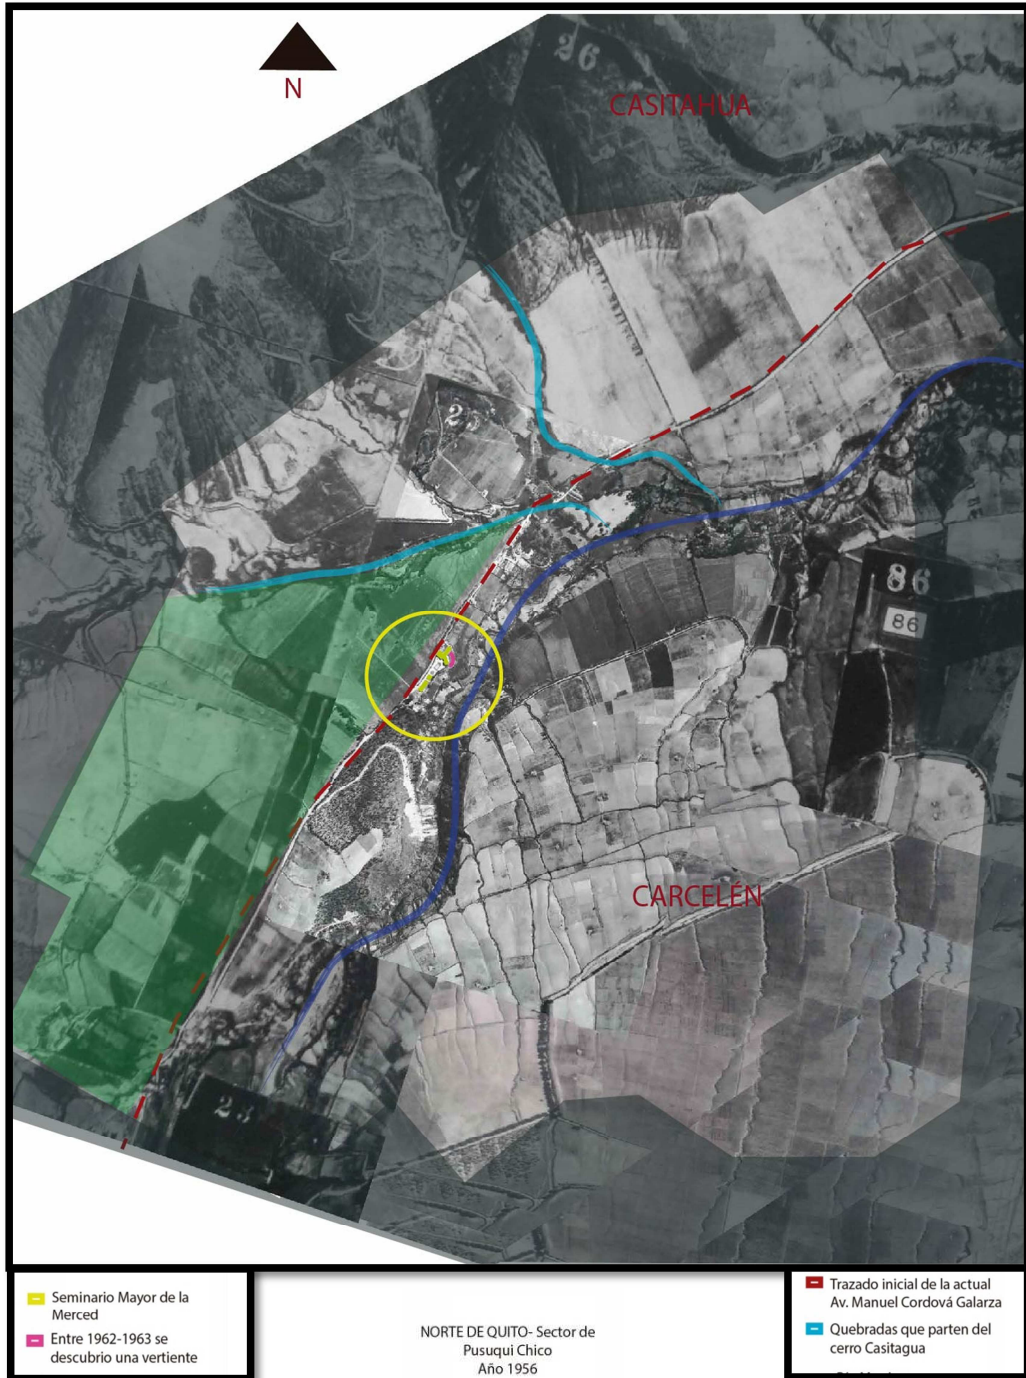 26
N
CASITAHUA
2
86
86
CARCELÉN
23
Seminario Mayor de la
Merced
Entre 1962-1963 se
descubrio una vertiente
NORTE DE QUITO- Sector de
Pusuqui Chico
Año 1956
Trazado inicial de la actual
Av. Manuel Cordová Galarza
Quebradas que parten del
cerro Casitagua